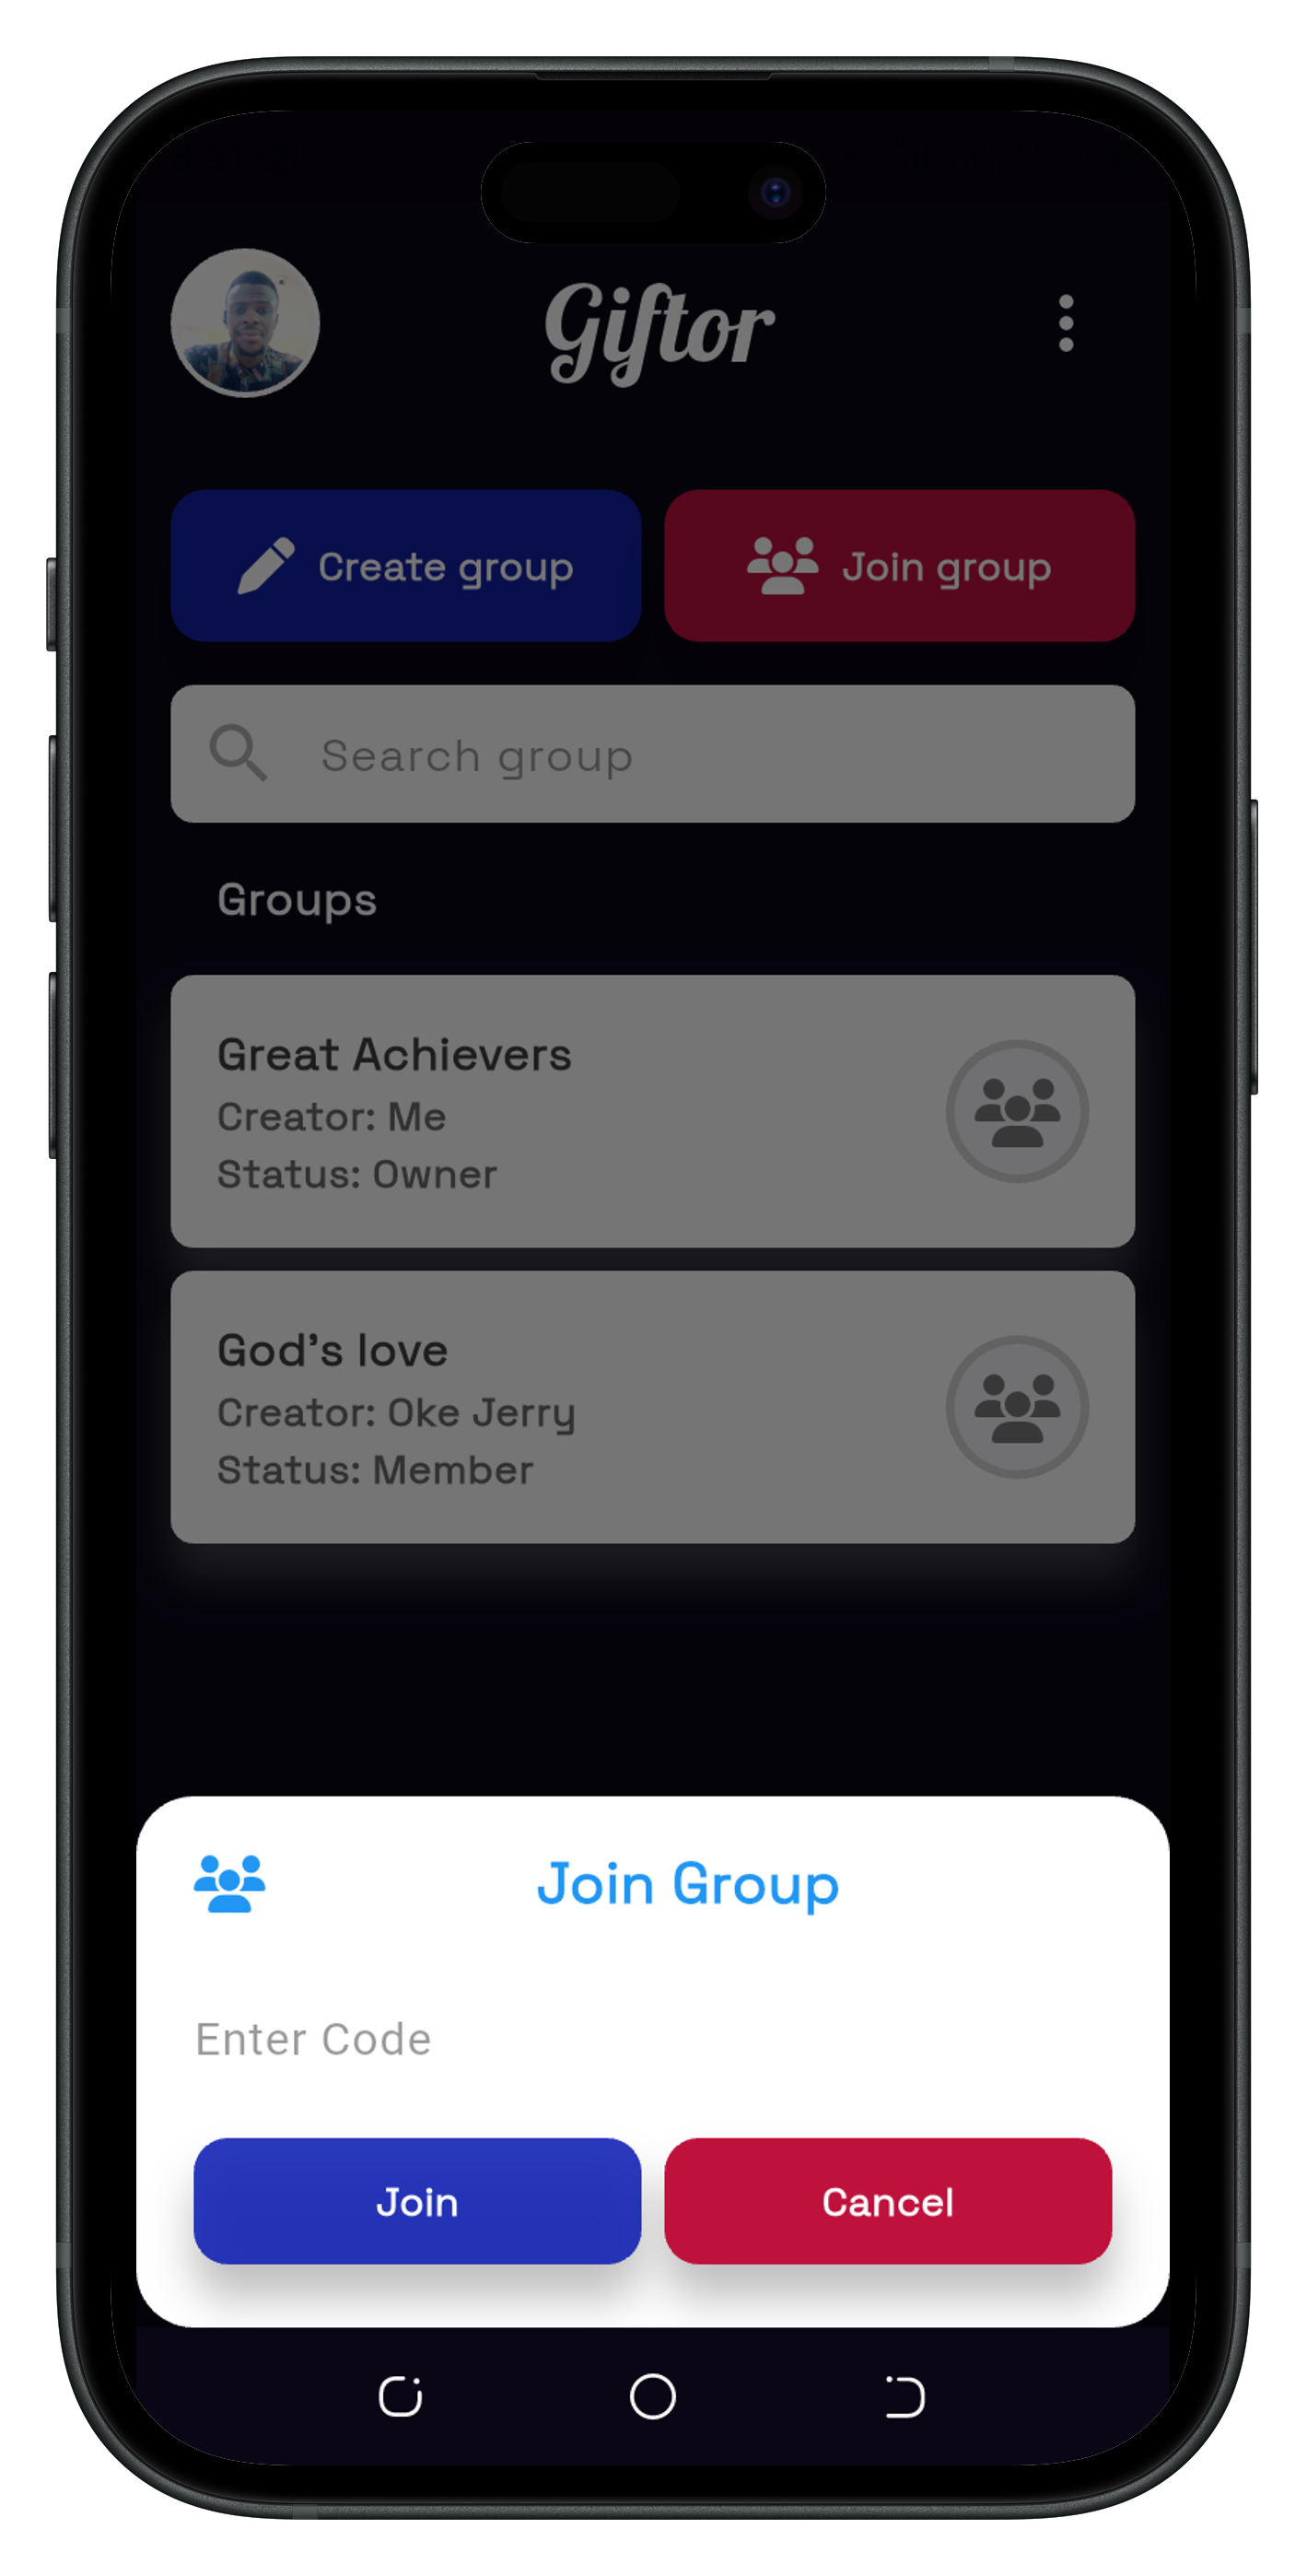 Giftor
Create group
Join group
Search group
Groups
Great Achievers
Creator: Me
Status: Owner
God's love
Creator: Oke Jerry
Status: Member
Join Group
Enter Code
Join
Cancel